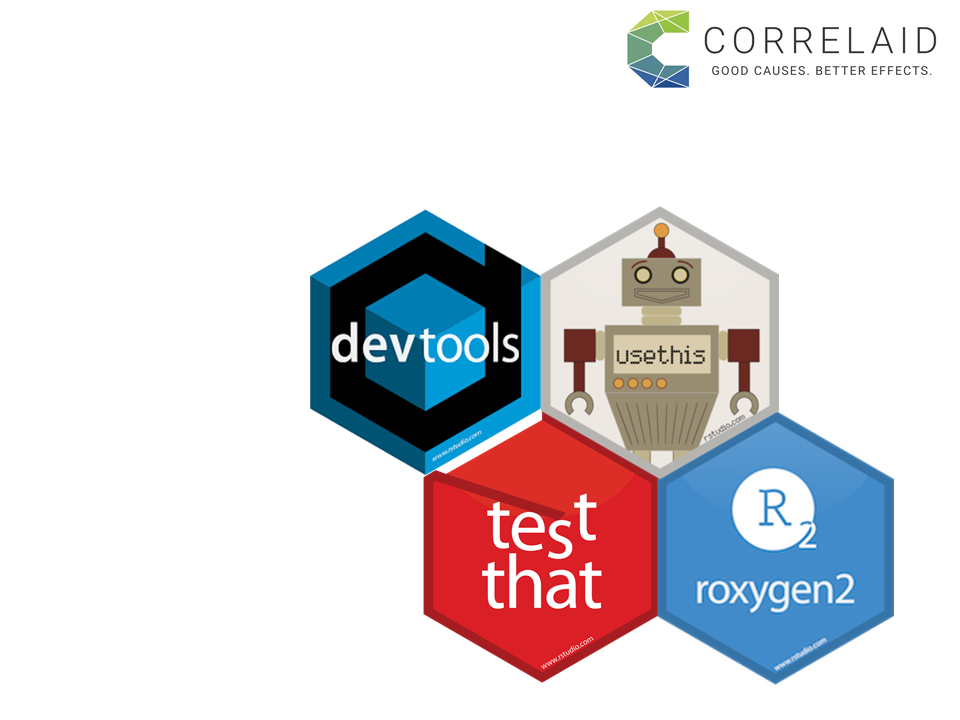 CORRELAID
GOOD CAUSES. BETTER EFFECTS.
devtools
www.rstudio.com
usethis
rstudio.com
test
that
www.rstudio.com
R
2
roxygen2
www.rstudio.com